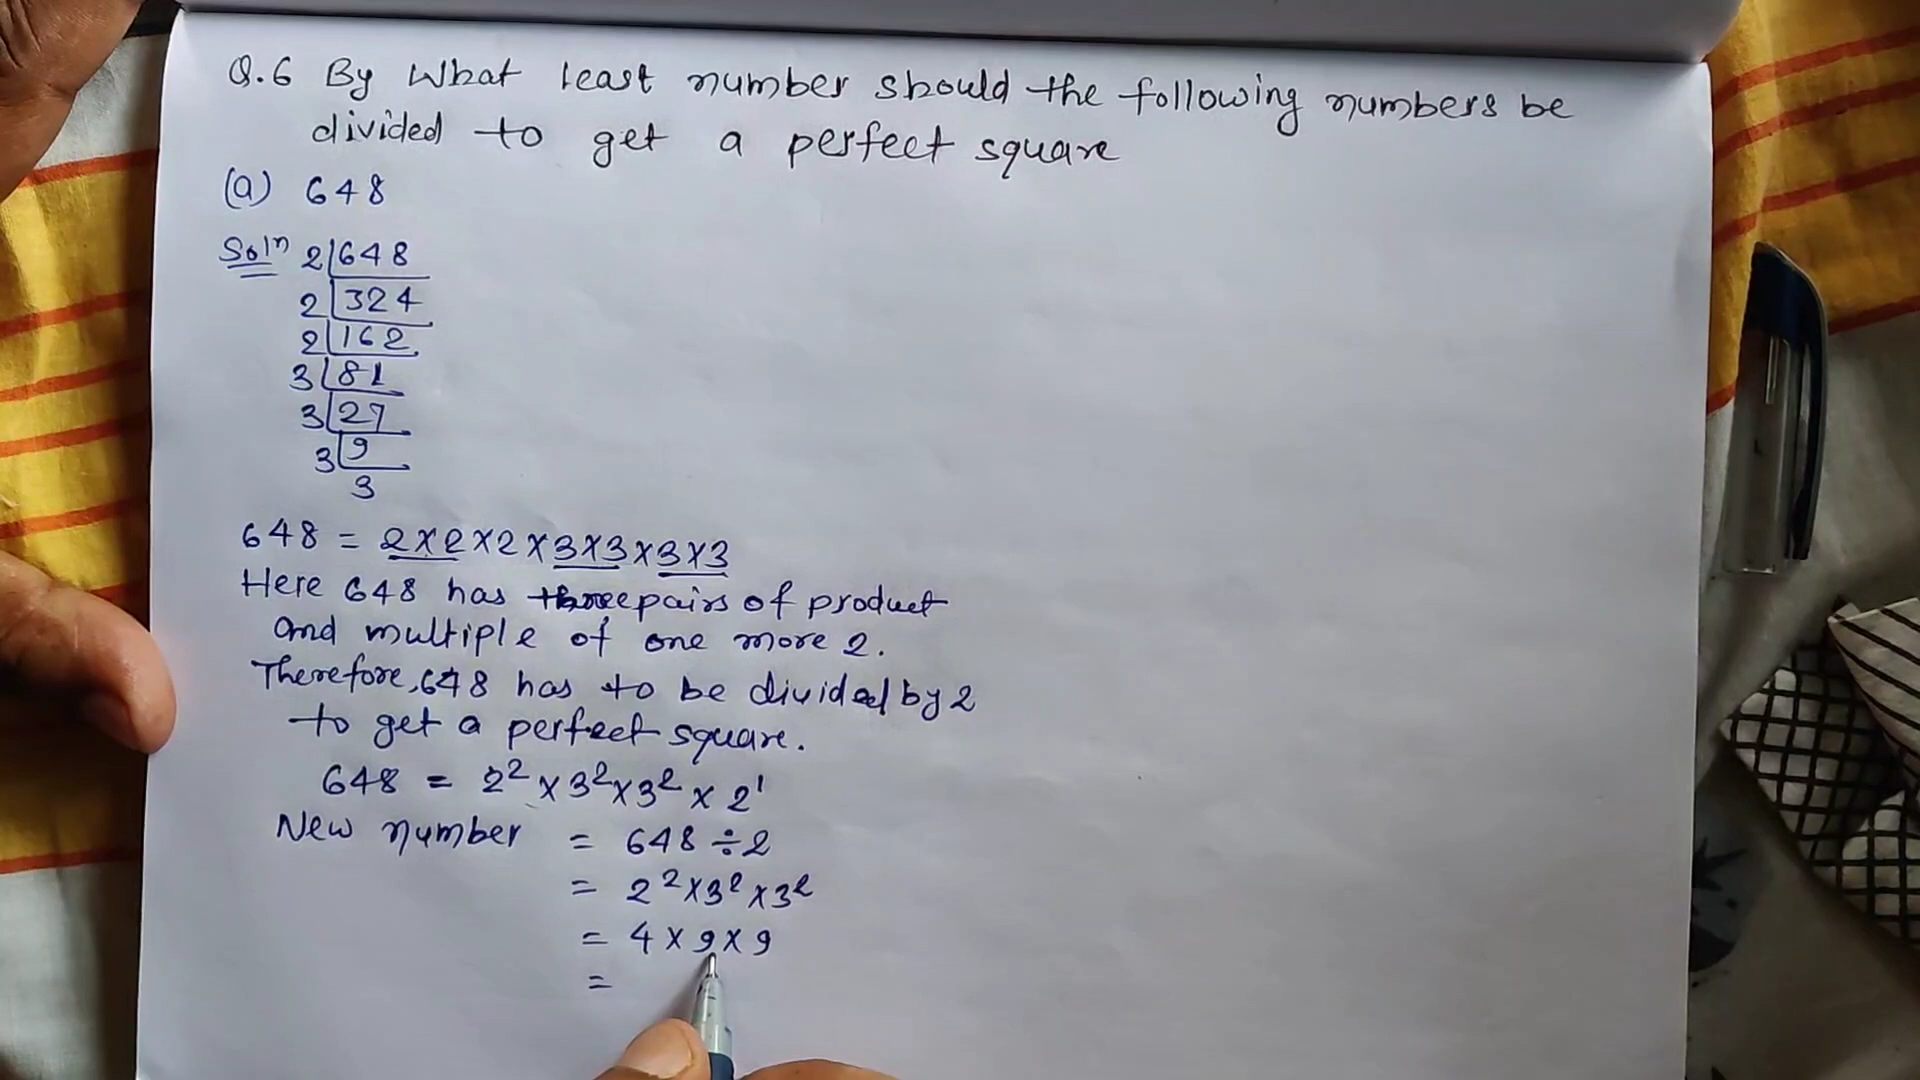 Q.6 By What least number should the following numbers be
divided to get a perfect square
(a) 648
Soln 2|648
2|324
2|162
3|81
3|27
3|9
3
648 = 2×2×2×3×3×3×3
Here 648 has three pairs of product
and multiple of one more 2.
Therefore, 648 has to be divided by 2
to get a perfect square.
648 = 2² × 3² × 3² × 2¹
New number = 648 ÷ 2
= 2² × 3² × 3²
= 4 × 9 × 9
=